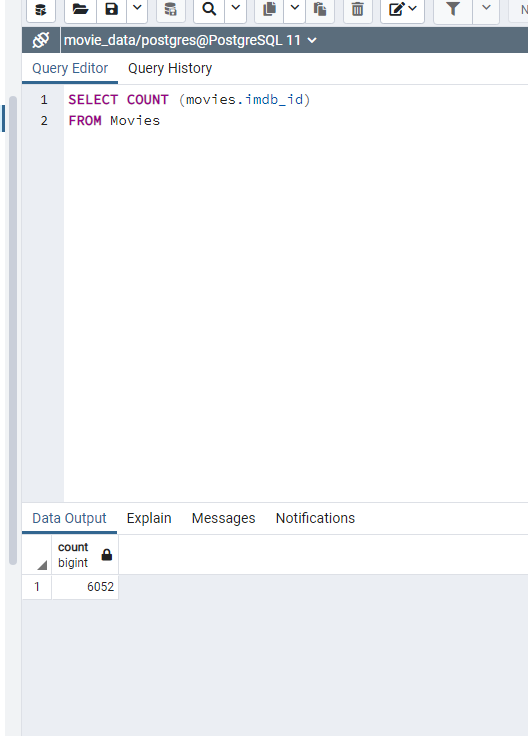 N
movie_data/postgres@PostgreSQL 11
Query Editor Query History
1 SELECT COUNT (movies.imdb_id)
2 FROM Movies
Data Output Explain Messages Notifications
count
bigint
1 6052